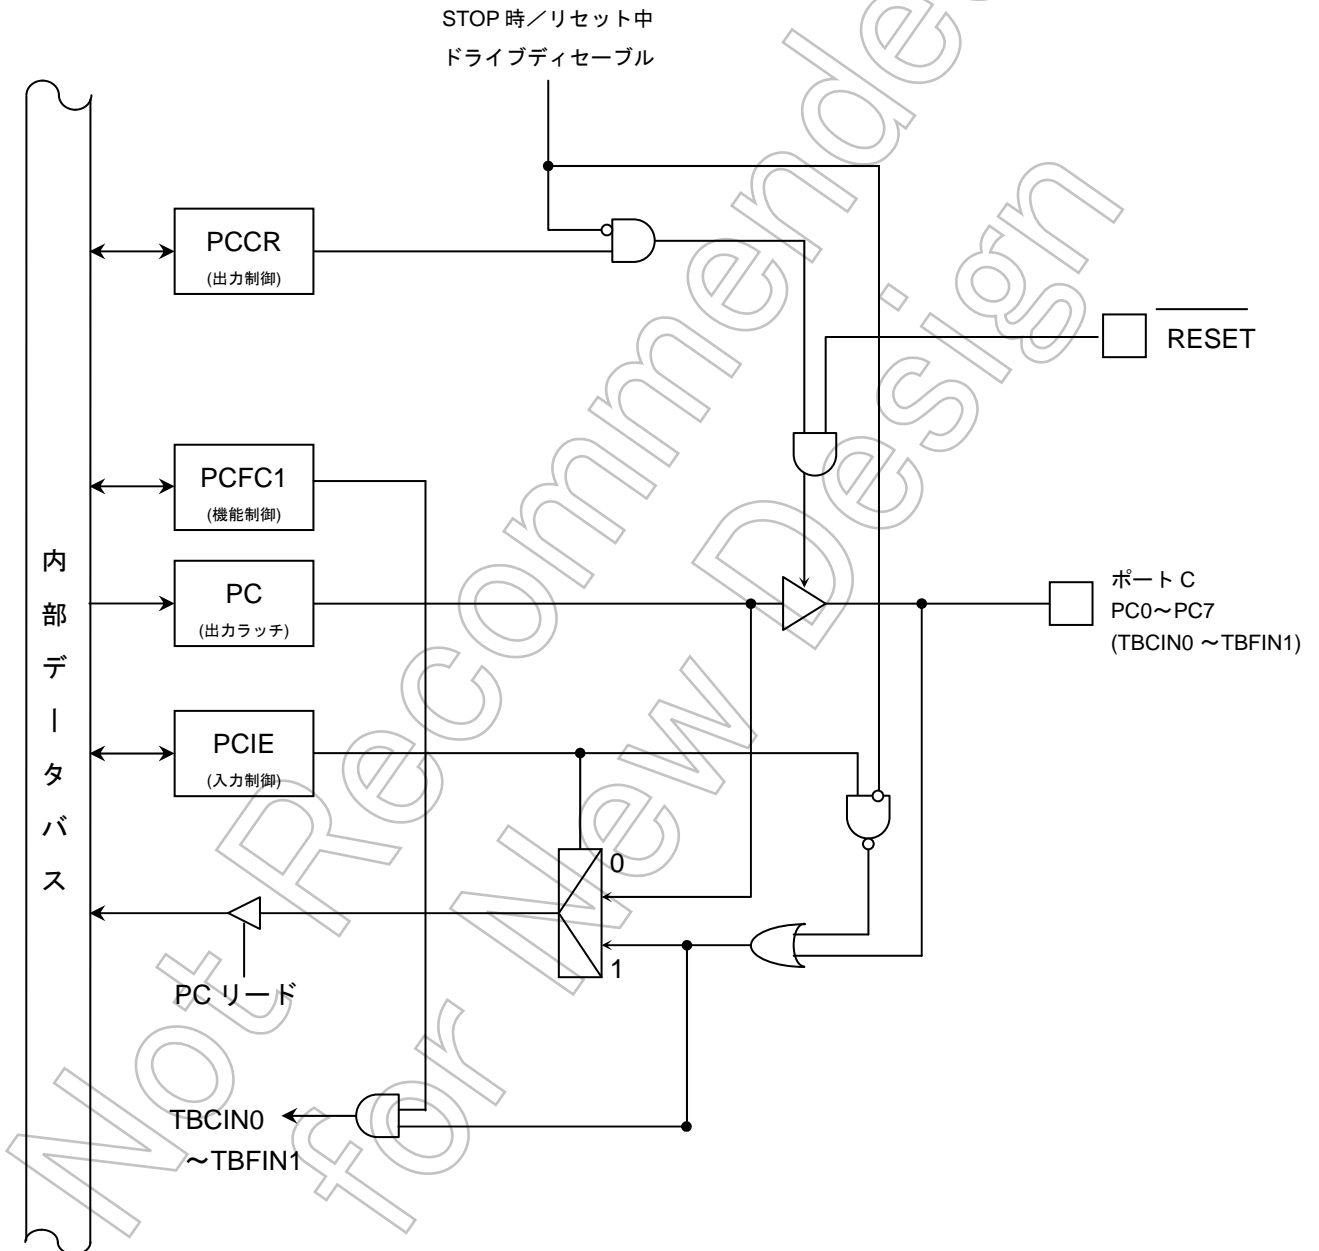 STOP 時／リセット中
ドライブディセーブル
PCCR
(出力制御)
RESET
PCFC1
(機能制御)
内部データバス
PC
(出力ラッチ)
ポート C
PC0～PC7
(TBCIN0 ～TBFIN1)
PCIE
(入力制御)
0
1
PC リード
TBCIN0
～TBFIN1
Not Recommended
for New Design